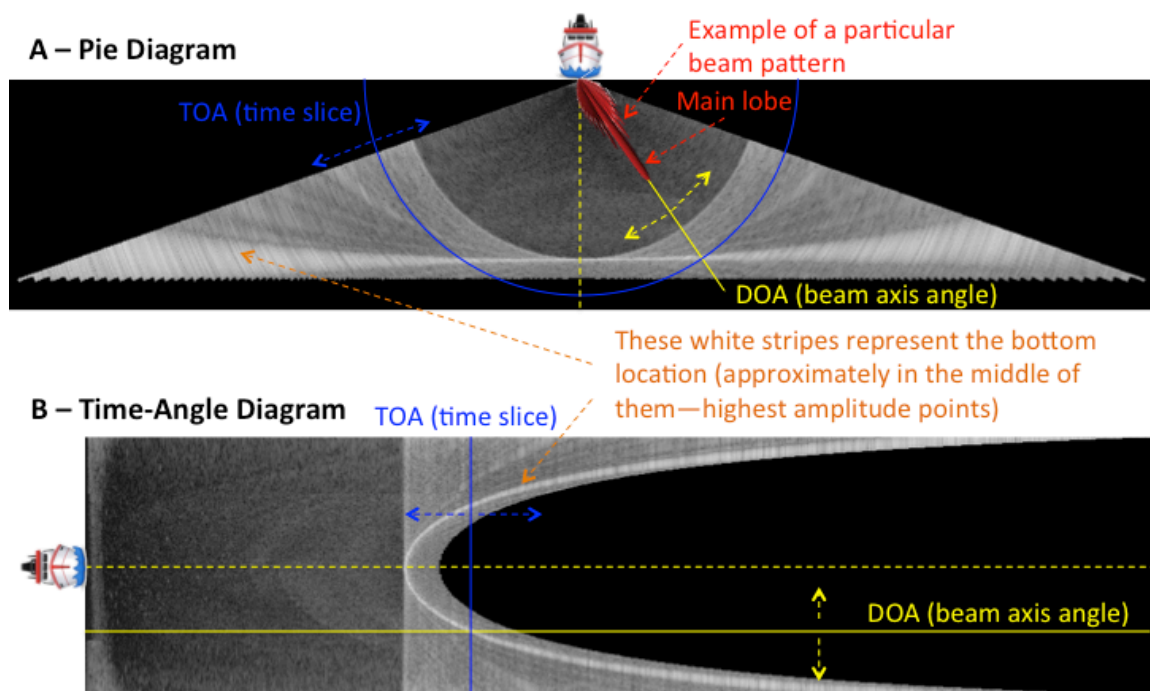 A – Pie Diagram
Example of a particular
beam pattern
TOA (time slice)
Main lobe
DOA (beam axis angle)
These white stripes represent the bottom
location (approximately in the middle of
them—highest amplitude points)
B – Time-Angle Diagram
TOA (time slice)
DOA (beam axis angle)